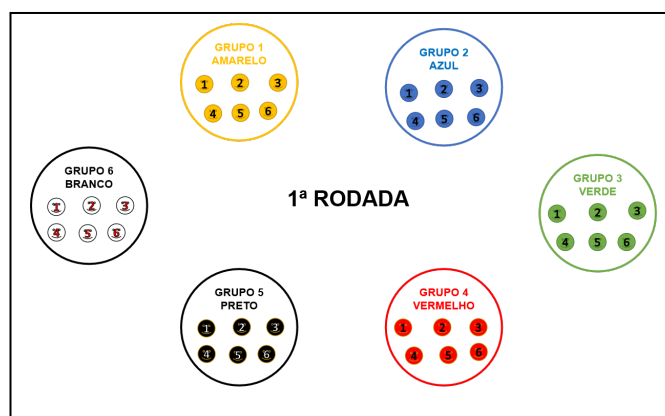 GRUPO 1
AMARELO
1 2 3
4 5 6
GRUPO 2
AZUL
1 2 3
4 5 6
GRUPO 6
BRANCO
1 2 3
4 5 6
1ª RODADA
GRUPO 3
VERDE
1 2 3
4 5 6
GRUPO 5
PRETO
1 2 3
4 5 6
GRUPO 4
VERMELHO
1 2 3
4 5 6